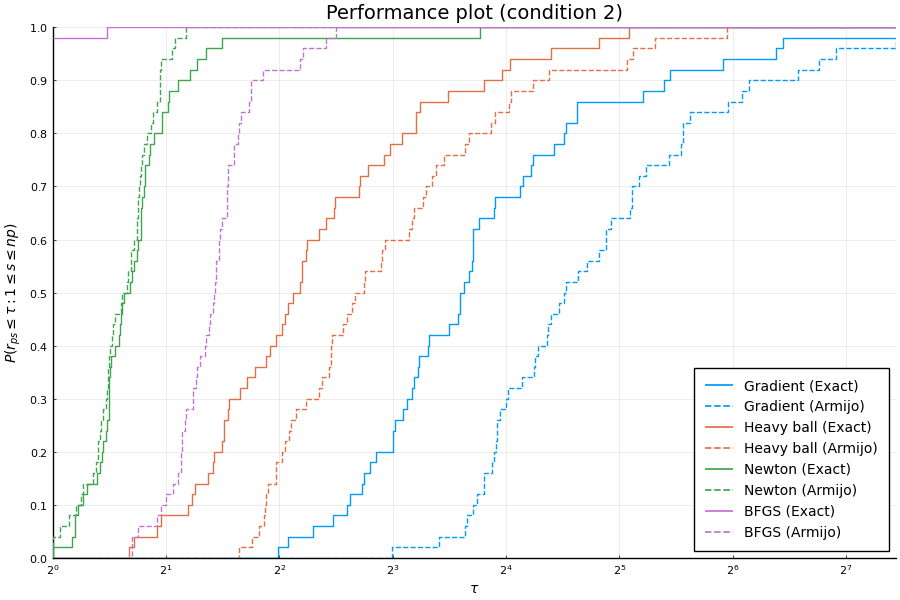 Performance plot (condition 2)
1.0
0.9
0.8
0.7
0.6
0.5
0.4
0.3
0.2
0.1
0.0
P(r_{ps} ≤ τ : 1 ≤ s ≤ np)
Gradient (Exact)
Gradient (Armijo)
Heavy ball (Exact)
Heavy ball (Armijo)
Newton (Exact)
Newton (Armijo)
BFGS (Exact)
BFGS (Armijo)
2⁰ 2¹ 2² 2³ 2⁴ 2⁵ 2⁶ 2⁷
τ